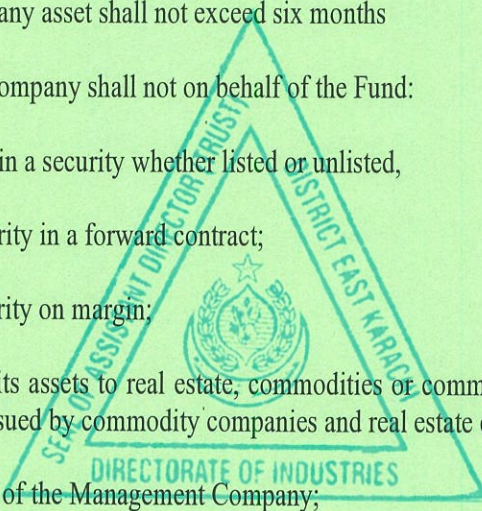 any asset shall not exceed six months
ompany shall not on behalf of the Fund:
in a security whether listed or unlisted,
rity in a forward contract;
rity on margin;
its assets to real estate, commodities or comm
sued by commodity companies and real estate
of the Management Company;
SEAL OF ASSISTANT DIRECTOR (TRUST)
DISTRICT EAST KARACHI
DIRECTORATE OF INDUSTRIES